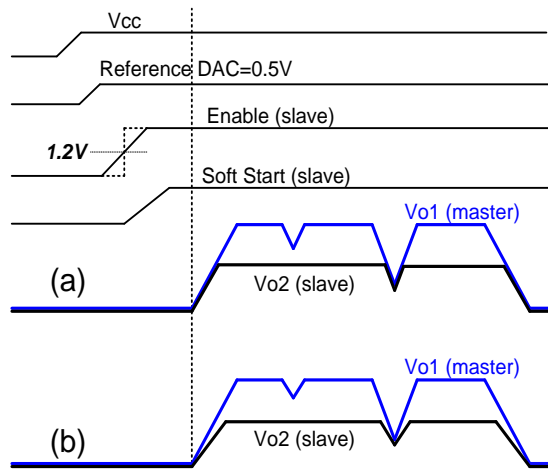 Vcc
Reference DAC=0.5V
Enable (slave)
1.2V
Soft Start (slave)
Vo1 (master)
(a)
Vo2 (slave)
Vo1 (master)
(b)
Vo2 (slave)